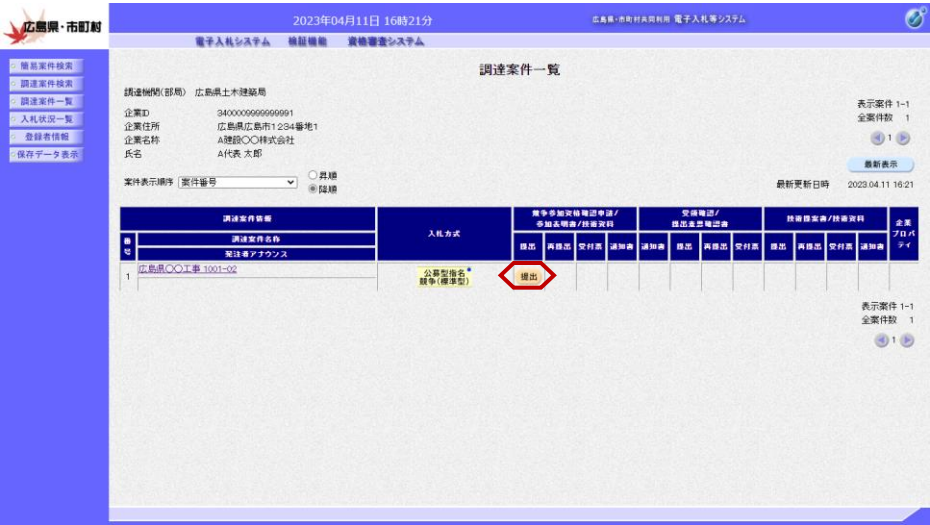 広島県・市町村
2023年04月11日 16時21分
広島県・市町村共同利用 電子入札等システム
電子入札システム 検証機能 資格審査システム
簡易案件検索
調達案件検索
調達案件一覧
入札状況一覧
登録者情報
保存データ表示
調達案件一覧
調達機関(部局) 広島県土木建築局
企業ID 3400009999999991
企業住所 広島県広島市1234番地1
企業名称 A建設〇〇株式会社
氏名 A代表 太郎
案件表示順序 案件番号
昇順
降順
表示案件 1-1
全案件数 1
1
最新表示
最新更新日時 2023.04.11 16:21
調達案件情報
番号
調達案件名称
発注者アナウンス
入札方式
競争参加資格確認申請/
参加表明書/技術資料
提出 再提出 受付票 通知書
受領確認/
提出意思確認書
通知書 提出 再提出 受付票
技術提案書/技術資料
提出 再提出 受付票 通知書
企業
プロパ
ティ
1
広島県〇〇工事 1001-02
公募型指名
競争(標準型)
提出
表示案件 1-1
全案件数 1
1